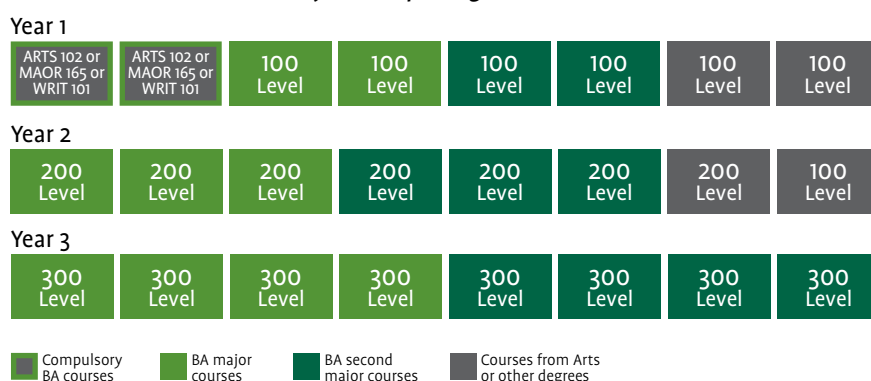 Year 1
ARTS 102 or MAOR 165 or WRIT 101
ARTS 102 or MAOR 165 or WRIT 101
100 Level
100 Level
100 Level
100 Level
100 Level
100 Level
Year 2
200 Level
200 Level
200 Level
200 Level
200 Level
200 Level
200 Level
100 Level
Year 3
300 Level
300 Level
300 Level
300 Level
300 Level
300 Level
300 Level
300 Level
Compulsory BA courses
BA major courses
BA second major courses
Courses from Arts or other degrees